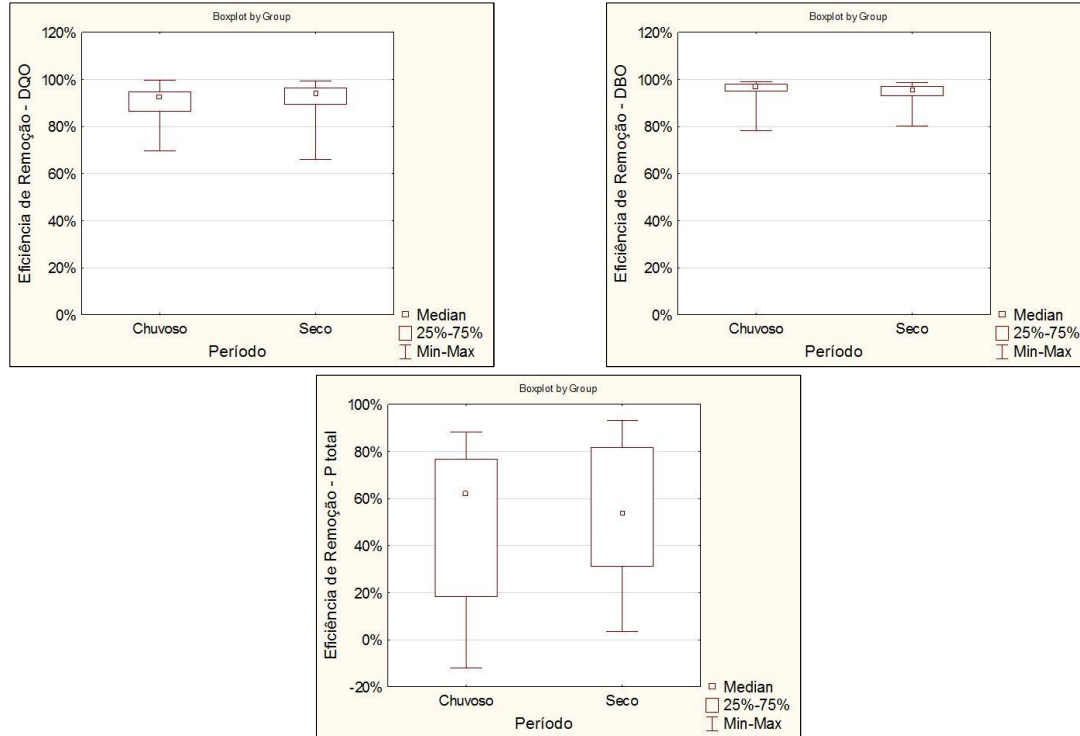 Boxplot by Group
Eficiência de Remoção - DQO
120%
100%
80%
60%
40%
20%
0%
Chuvoso Seco
Período
Median
25%-75%
Min-Max
Boxplot by Group
Eficiência de Remoção - DBO
120%
100%
80%
60%
40%
20%
0%
Chuvoso Seco
Período
Median
25%-75%
Min-Max
Boxplot by Group
Eficiência de Remoção - P total
100%
80%
60%
40%
20%
0%
-20%
Chuvoso Seco
Período
Median
25%-75%
Min-Max